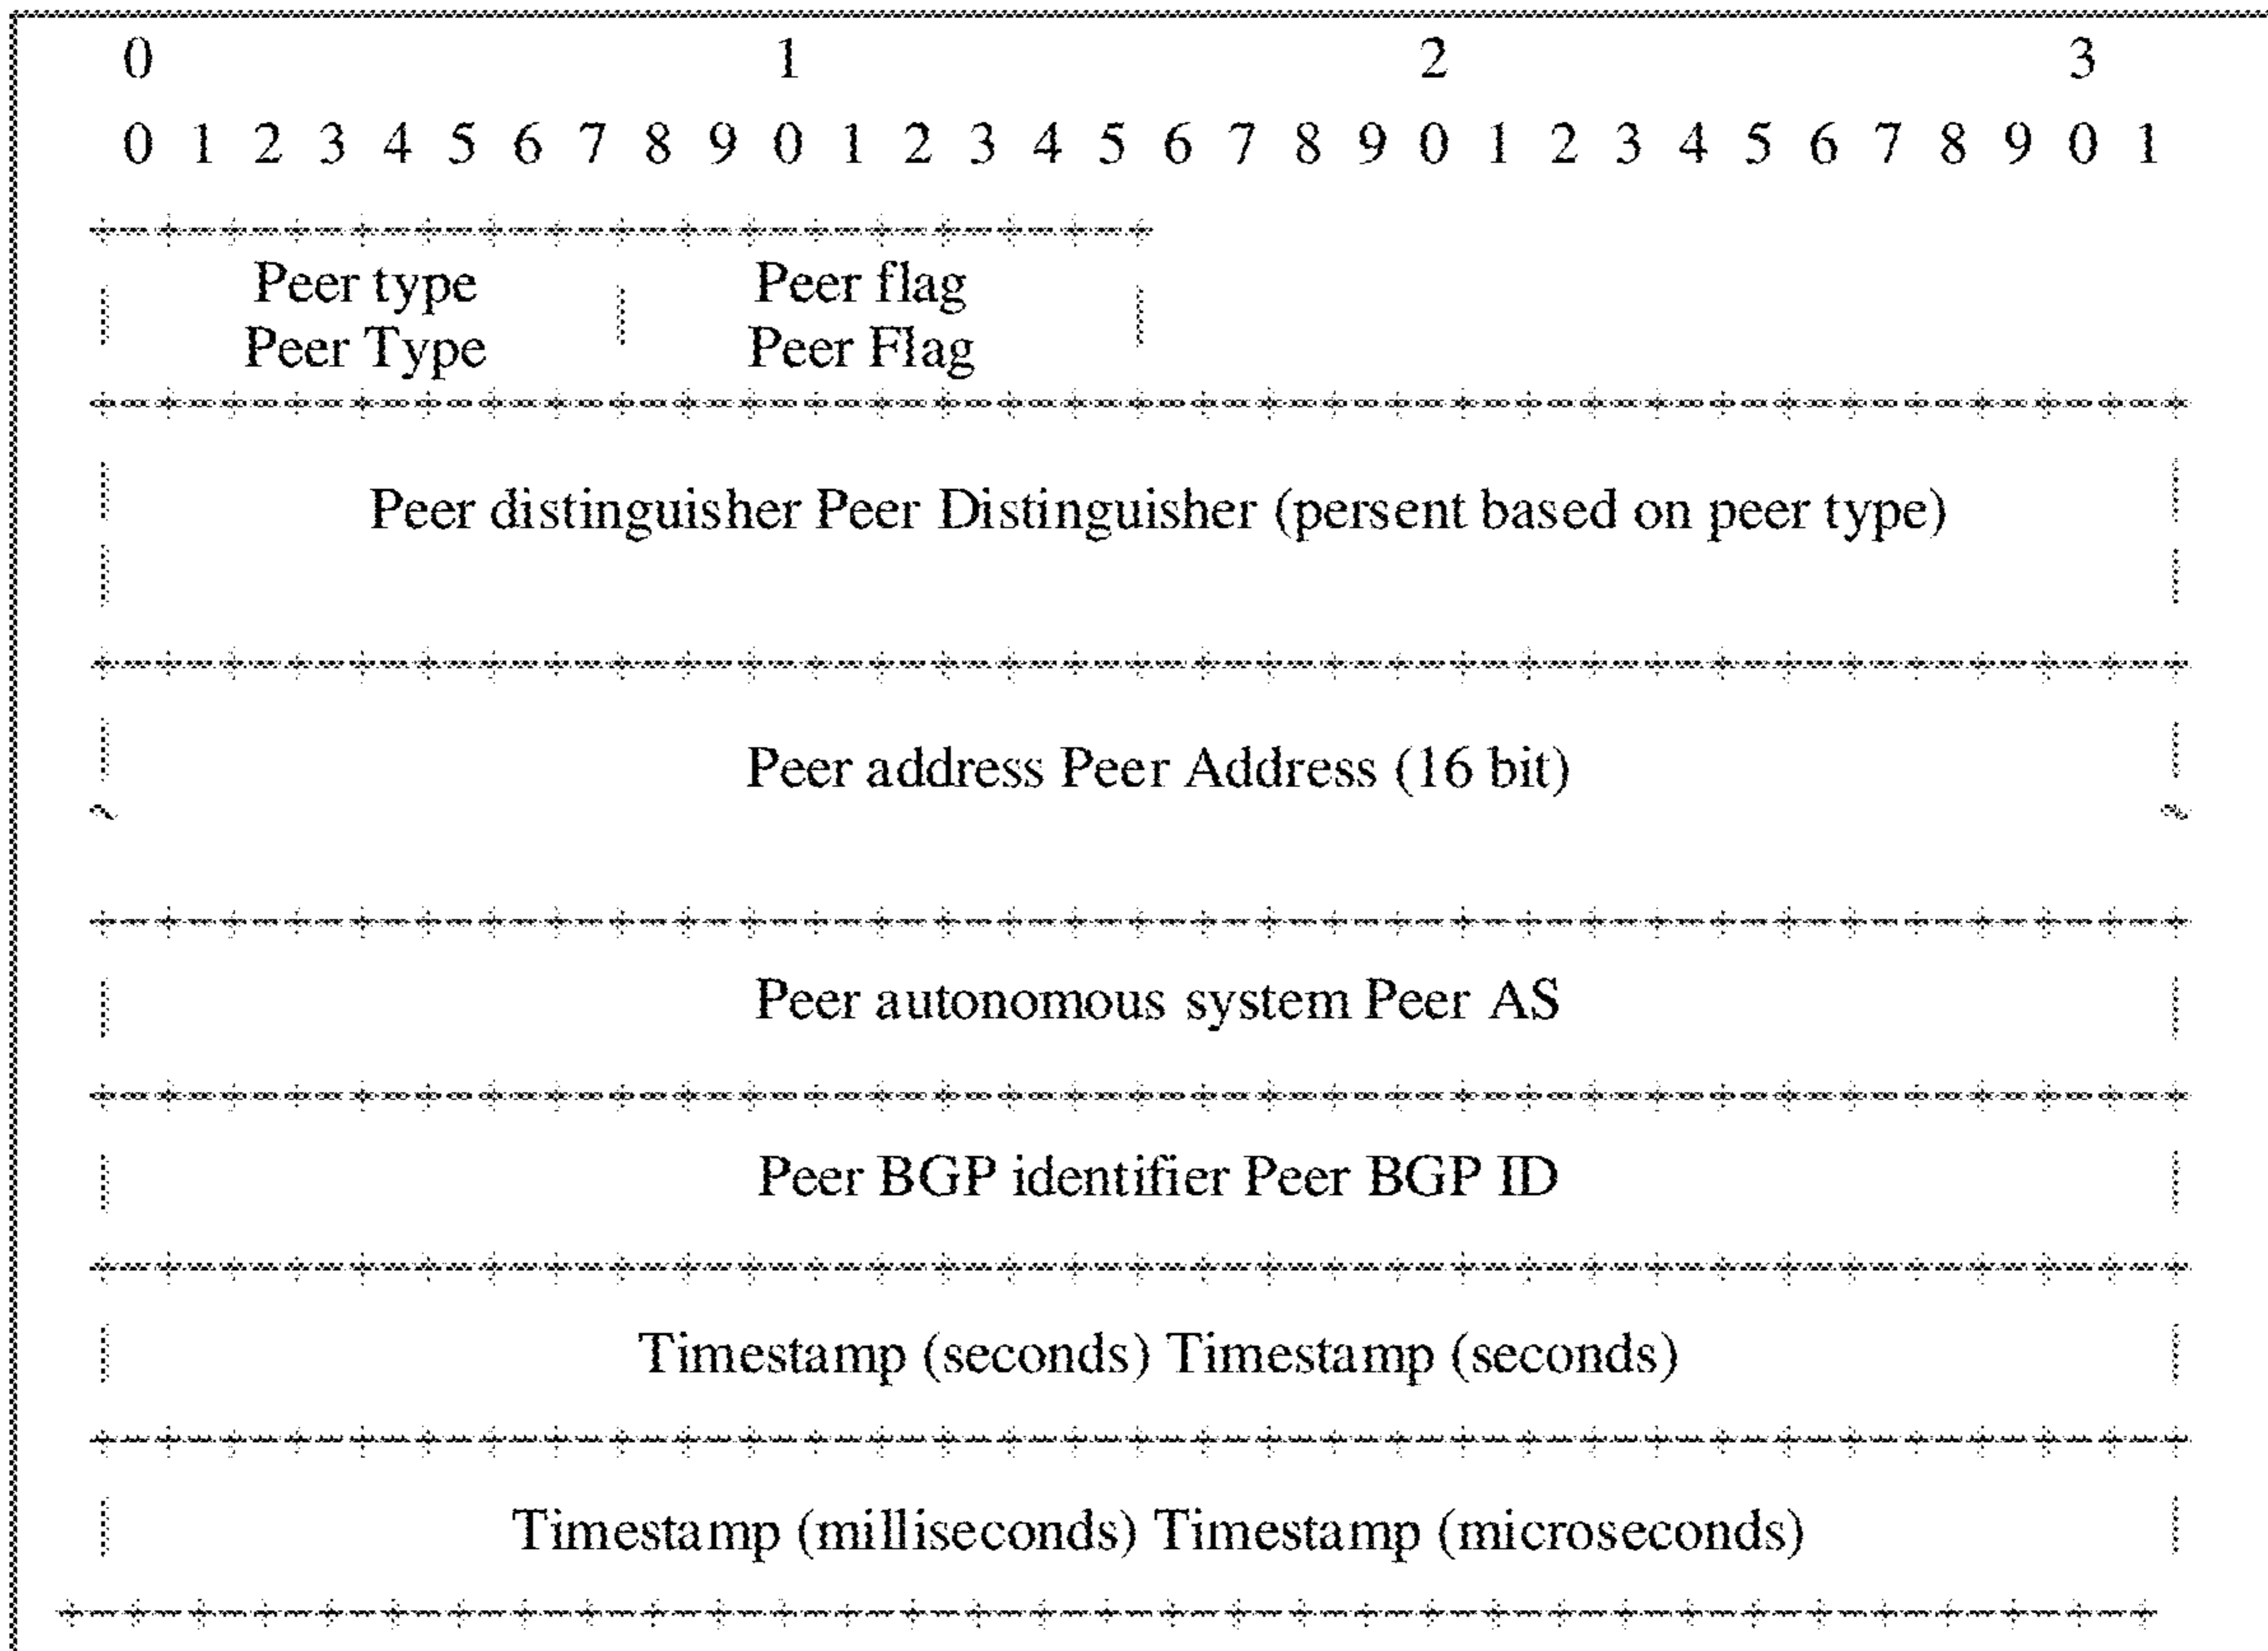 0 1 2 3
0 1 2 3 4 5 6 7 8 9 0 1 2 3 4 5 6 7 8 9 0 1 2 3 4 5 6 7 8 9 0 1
Peer type Peer flag
Peer Type Peer Flag
Peer distinguisher Peer Distinguisher (persent based on peer type)
Peer address Peer Address (16 bit)
Peer autonomous system Peer AS
Peer BGP identifier Peer BGP ID
Timestamp (seconds) Timestamp (seconds)
Timestamp (milliseconds) Timestamp (microseconds)